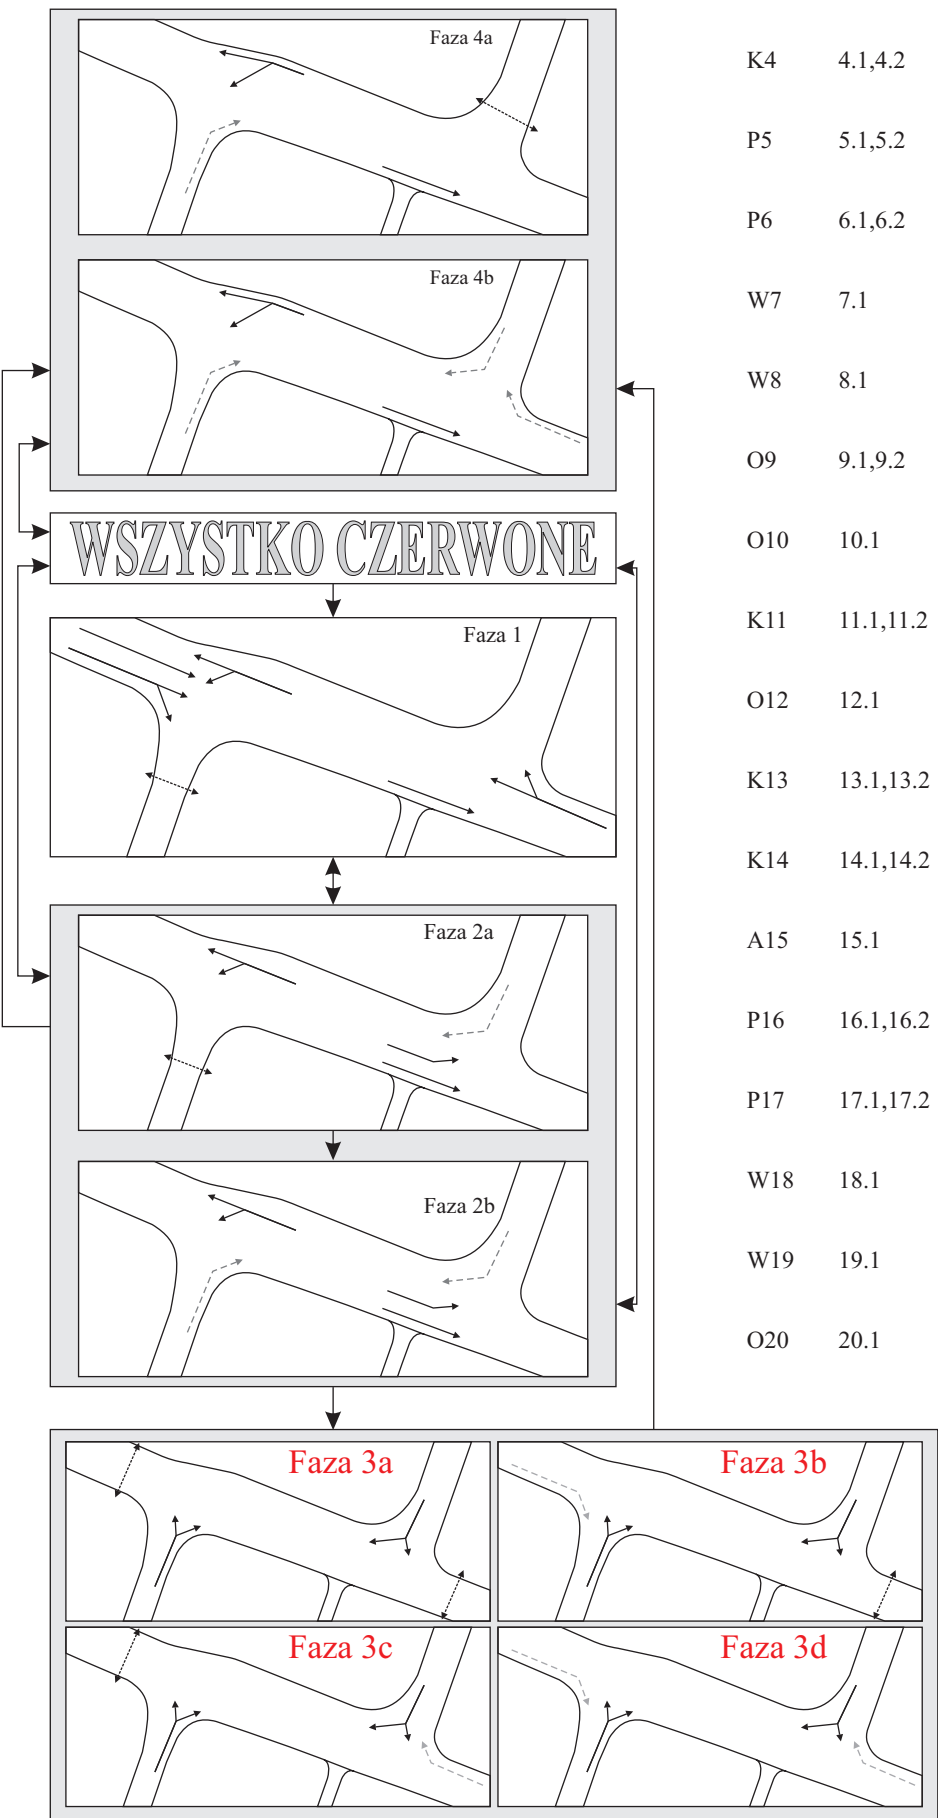 Faza 4a
K4 4.1,4.2
P5 5.1,5.2
P6 6.1,6.2
Faza 4b
W7 7.1
W8 8.1
O9 9.1,9.2
WSZYSTKO CZERWONE
O10 10.1
Faza 1
K11 11.1,11.2
O12 12.1
K13 13.1,13.2
K14 14.1,14.2
Faza 2a
A15 15.1
P16 16.1,16.2
P17 17.1,17.2
W18 18.1
Faza 2b
W19 19.1
O20 20.1
Faza 3a
Faza 3b
Faza 3c
Faza 3d